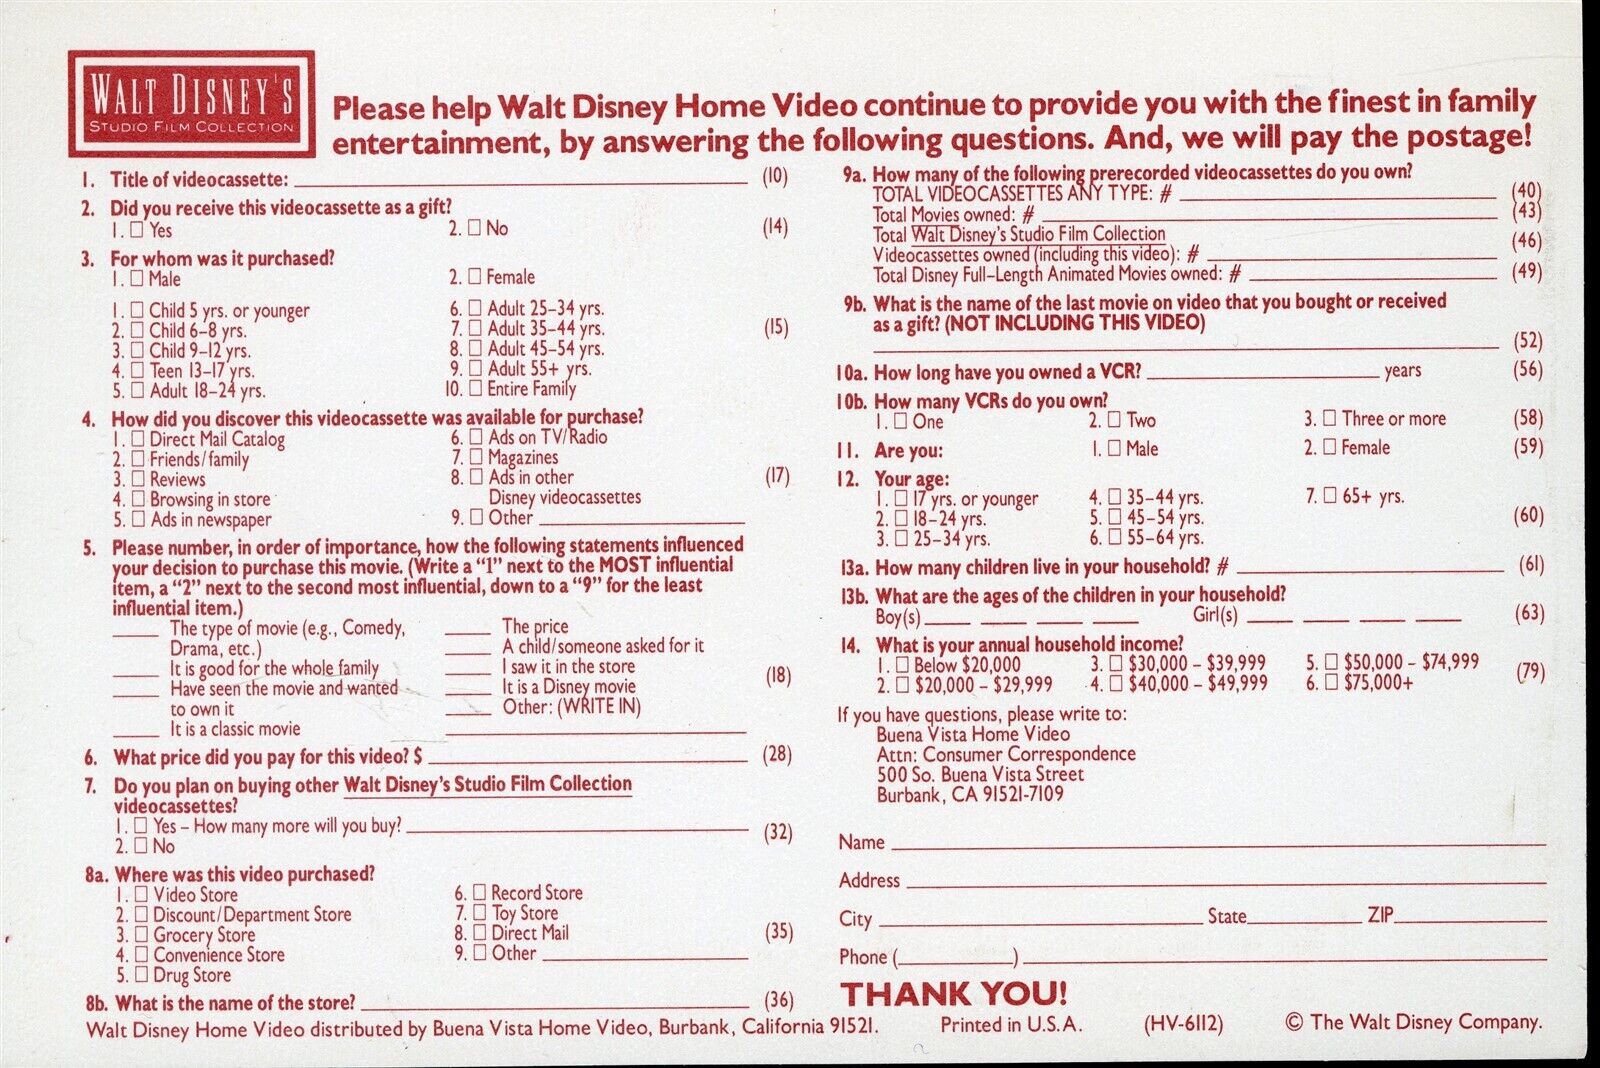 WALT DISNEY'S
STUDIO FILM COLLECTION
Please help Walt Disney Home Video continue to provide you with the finest in family
entertainment, by answering the following questions. And, we will pay the postage!
1. Title of videocassette: (10)
2. Did you receive this videocassette as a gift?
1. □ Yes 2. □ No (14)
3. For whom was it purchased?
1. □ Male 2. □ Female
1. □ Child 5 yrs. or younger 6. □ Adult 25–34 yrs.
2. □ Child 6–8 yrs. 7. □ Adult 35–44 yrs. (15)
3. □ Child 9–12 yrs. 8. □ Adult 45–54 yrs.
4. □ Teen 13–17 yrs. 9. □ Adult 55+ yrs.
5. □ Adult 18–24 yrs. 10. □ Entire Family
4. How did you discover this videocassette was available for purchase?
1. □ Direct Mail Catalog 6. □ Ads on TV/Radio
2. □ Friends/family 7. □ Magazines
3. □ Reviews 8. □ Ads in other (17)
4. □ Browsing in store Disney videocassettes
5. □ Ads in newspaper 9. □ Other
5. Please number, in order of importance, how the following statements influenced
your decision to purchase this movie. (Write a “1” next to the MOST influential
item, a “2” next to the second most influential, down to a “9” for the least
influential item.)
The type of movie (e.g., Comedy, The price
Drama, etc.) A child/someone asked for it
It is good for the whole family I saw it in the store (18)
Have seen the movie and wanted It is a Disney movie
to own it Other: (WRITE IN)
It is a classic movie
6. What price did you pay for this video? $ (28)
7. Do you plan on buying other Walt Disney's Studio Film Collection
videocassettes?
1. □ Yes – How many more will you buy? (32)
2. □ No
8a. Where was this video purchased?
1. □ Video Store 6. □ Record Store
2. □ Discount/Department Store 7. □ Toy Store
3. □ Grocery Store 8. □ Direct Mail (35)
4. □ Convenience Store 9. □ Other
5. □ Drug Store
8b. What is the name of the store? (36)
9a. How many of the following prerecorded videocassettes do you own?
TOTAL VIDEOCASSETTES ANY TYPE: # (40)
Total Movies owned: # (43)
Total Walt Disney's Studio Film Collection
Videocassettes owned (including this video): # (46)
Total Disney Full–Length Animated Movies owned: # (49)
9b. What is the name of the last movie on video that you bought or received
as a gift? (NOT INCLUDING THIS VIDEO)
(52)
10a. How long have you owned a VCR? years (56)
10b. How many VCRs do you own?
1. □ One 2. □ Two 3. □ Three or more (58)
11. Are you: 1. □ Male 2. □ Female (59)
12. Your age:
1. □ 17 yrs. or younger 4. □ 35–44 yrs. 7. □ 65+ yrs.
2. □ 18–24 yrs. 5. □ 45–54 yrs. (60)
3. □ 25–34 yrs. 6. □ 55–64 yrs.
13a. How many children live in your household? # (61)
13b. What are the ages of the children in your household?
Boy(s) Girl(s) (63)
14. What is your annual household income?
1. □ Below $20,000 3. □ $30,000 – $39,999 5. □ $50,000 – $74,999
2. □ $20,000 – $29,999 4. □ $40,000 – $49,999 6. □ $75,000+ (79)
If you have questions, please write to:
Buena Vista Home Video
Attn: Consumer Correspondence
500 So. Buena Vista Street
Burbank, CA 91521-7109
Name
Address
City State ZIP
Phone ( )
THANK YOU!
Walt Disney Home Video distributed by Buena Vista Home Video, Burbank, California 91521. Printed in U.S.A. (HV-6112) © The Walt Disney Company.